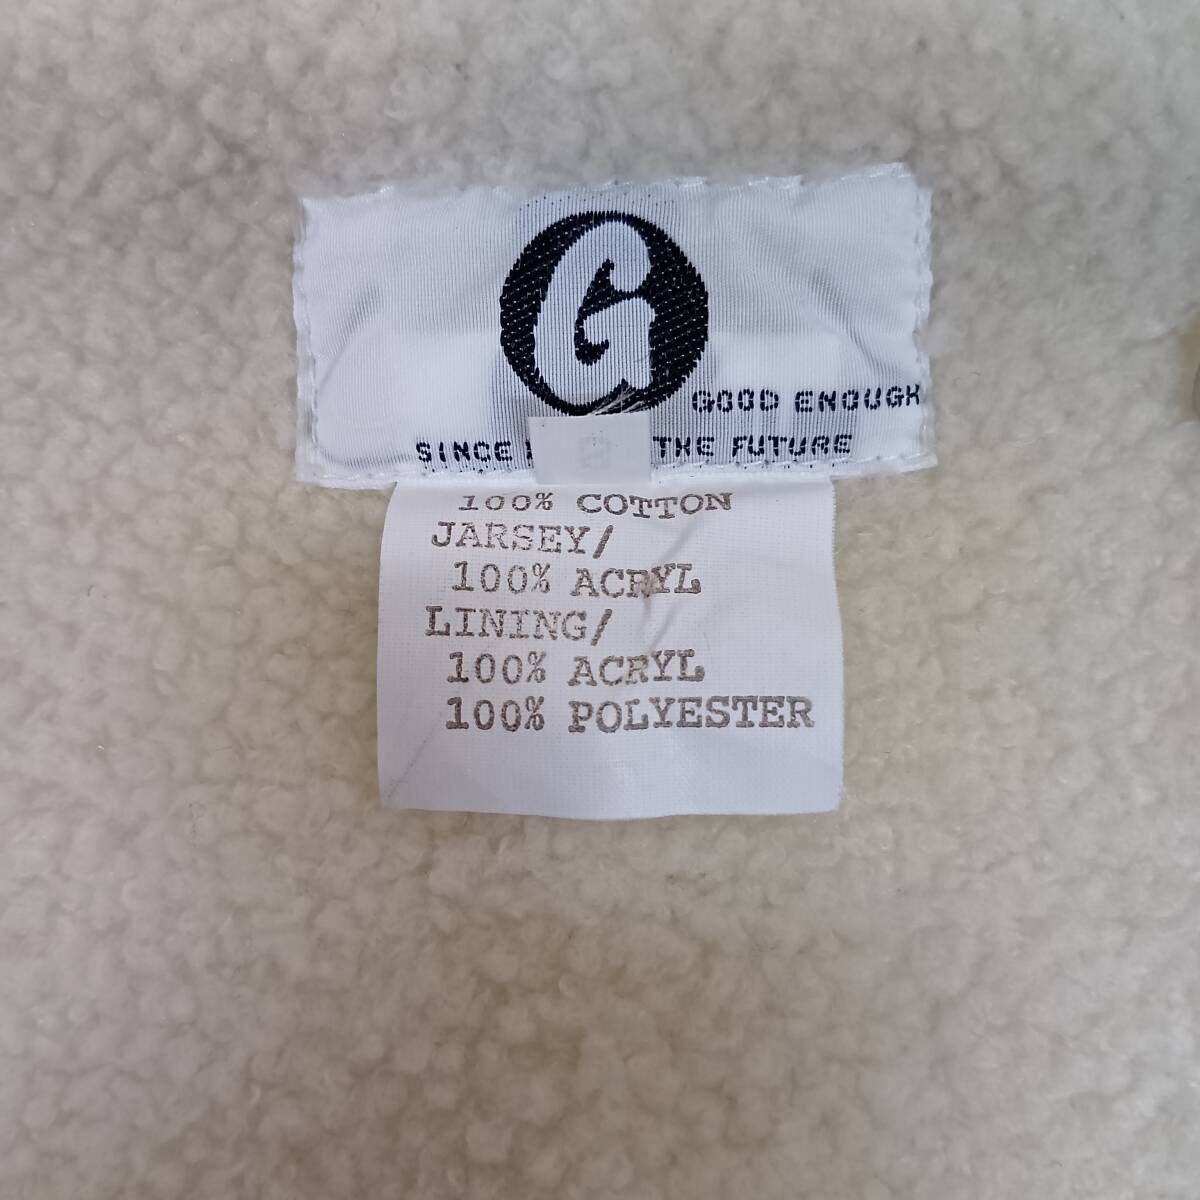 G
GOOD ENOUGH
SINCE THE FUTURE
100% COTTON
JARSEY/
100% ACRYL
LINING/
100% ACRYL
100% POLYESTER